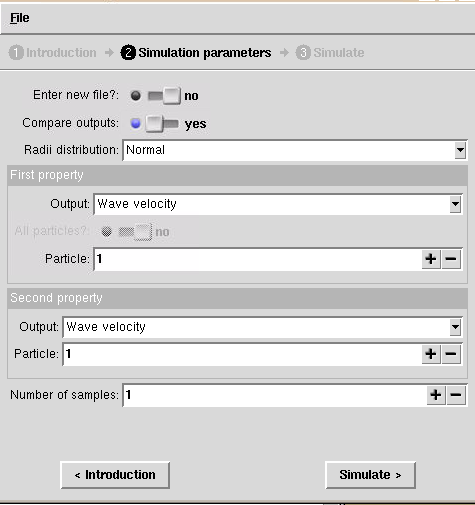 File
1 Introduction → 2 Simulation parameters → 3 Simulate
Enter new file?: no
Compare outputs: yes
Radii distribution: Normal
First property
Output: Wave velocity
All particles?: no
Particle: 1 + −
Second property
Output: Wave velocity
Particle: 1 + −
Number of samples: 1 + −
< Introduction Simulate >